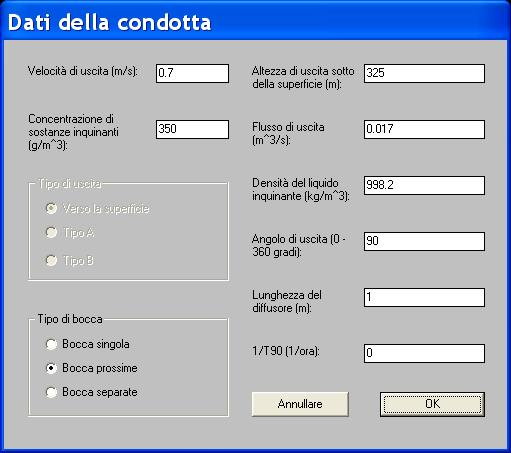 Dati della condotta
Velocità di uscita (m/s):
0.7
Concentrazione di
sostanze inquinanti
(g/m^3):
350
Tipo di uscita
Verso la superficie
Tipo A
Tipo B
Tipo di bocca
Bocca singola
Bocca prossime
Bocca separate
Altezza di uscita sotto
della superficie (m):
325
Flusso di uscita
(m^3/s):
0.017
Densità del liquido
inquinante (kg/m^3):
998.2
Angolo di uscita (0 -
360 gradi):
90
Lunghezza del
diffusore (m):
1
1/T90 (1/ora):
0
Annullare
OK